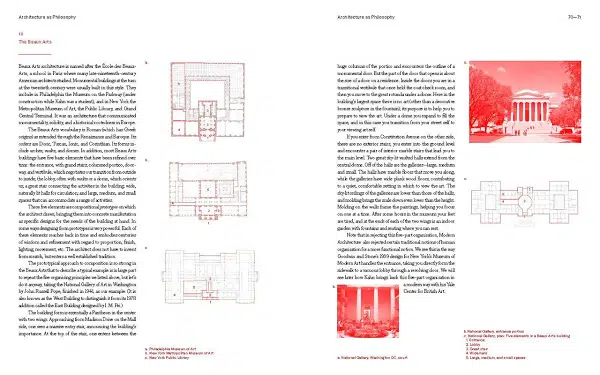 Architecture as Philosophy
10
The Beaux Arts
Beaux Arts architecture is named after the École des Beaux-
Arts, a school in Paris where many late-nineteenth-century
American architects studied. Monumental buildings at the turn
of the twentieth century were usually built in this style. They
include in Philadelphia the Museum on the Parkway (under
construction while Kahn was a student), and in New York the
Metropolitan Museum of Art, the Public Library, and Grand
Central Terminal. It was an architecture that communicated
monumentality, solidity, and a historical rootedness in Europe.
The Beaux Arts vocabulary is Roman (which has Greek
origins) as extended through the Renaissance and Europe. Its
orders are Doric, Tuscan, Ionic, and Corinthian. Its forms in-
clude arches, vaults, and domes. In addition, most Beaux Arts
buildings have five basic elements that have been refined over
time: the entrance, with grand stairs, columned portico, door-
way, and vestibule, which negotiates our transition from outside
to inside; the lobby, often with vaults or a dome, which orients
us; a great stair connecting the activities in the building; wide,
naturally lit halls for circulation; and large, medium, and small
spaces that can accommodate a range of activities.
These five elements are compositional prototypes on which
the architect draws, bringing them into concrete manifestation
as specific designs for the needs of the building at hand. In
some ways designing from prototypes is very powerful. Each of
these elements reaches back in time and embodies centuries
of wisdom and refinement with regard to proportion, finish,
lighting, movement, etc. The architect does not have to invent
from scratch, but enters a well established tradition.
The prototypical approach to composition is so strong in
the Beaux Arts that to describe a typical example is in large part
to repeat the five organizing principles we listed above, but let's
do it anyway, taking the National Gallery of Art in Washington
by John Russell Pope, finished in 1941, as our example. (It is
also known as the West Building to distinguish it from its 1978
addition called the East Building designed by I. M. Pei.)
The building form is essentially a Pantheon in the center
with two wings. Approaching from Madison Drive on the Mall
side, one sees a massive entry stair, announcing the building's
importance. At the top of the stair, one enters between the
a. Philadelphia Museum of Art
b. New York Metropolitan Museum of Art
c. New York Public Library
Architecture as Philosophy
70—71
huge columns of the portico and encounters the outline of a
monumental door. But the part of the door that opens is about
the size of a door on a residence. Inside the doors you are in a
transitional vestibule that once held the coat check room, and
then you move to the great rotunda under a dome. Here in the
building's largest space there is no art (other than a decorative
bronze sculpture in the fountain); its purpose is to help you to
prepare to view the art. Under a dome you expand to fill the
space, and in this case you transition from your street self to
your viewing art self.
If you enter from Constitution Avenue on the other side,
there are no exterior stairs; you enter into the ground level
and encounter a pair of interior marble stairs that lead you to
the main level. Two great sky-lit vaulted halls extend from the
central dome. Off of the halls are the galleries—large, medium
and small. The halls have marble floors that move you along,
while the galleries have wide plank wood floors, contributing
to a quiet, comfortable setting in which to view the art. The
sky-lit ceilings of the galleries are lower than those of the halls,
and molding brings the scale down even lower than the height.
Molding on the walls frame the paintings, helping you focus
on one at a time. After some hours in the museum your feet
are tired, and at the ends of each of the two wings is an indoor
garden with fountains and seating where you can rest.
Note that in rejecting this five-part organization, Modern
Architecture also rejected certain traditional notions of human
organization for a more functional notion. We see this in the way
Goodwin and Stone's 1939 design for New York's Museum of
Modern Art handles the entrance, taking you directly from the
sidewalk to a vacuous lobby through a revolving door. We will
see later how Kahn brings back this five-part organization in
a modern way with his Yale
Center for British Art.
a. National Gallery, Washington DC,
b. National Gallery, entrance portico
c. National Gallery, plan: Five elements in a Beaux Arts building
1. Entrance
2. Lobby
3. Great stair
4. Wide halls
5. Large, medium, and small spaces